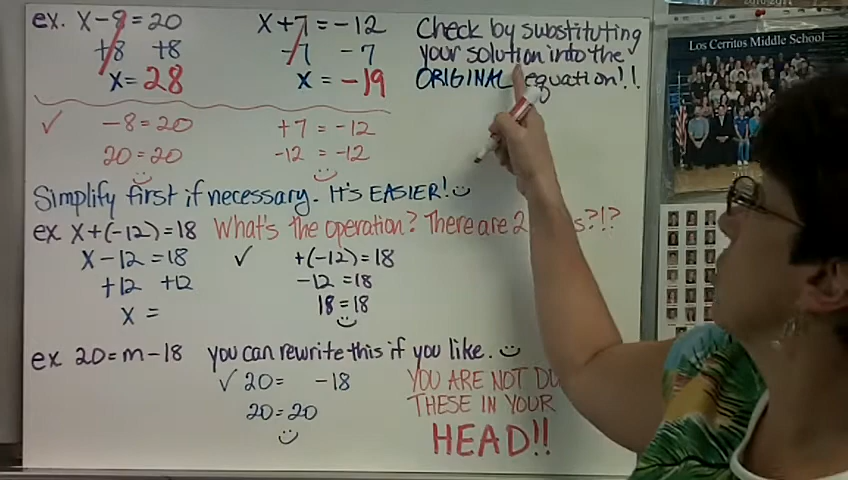 ex. x-8=20
+8 +8
x=28
x+7=-12
-7 -7
x = -19
Check by substituting
your solution into the
ORIGINAL equation!!
✓ -8=20
20=20
+7 = -12
-12 = -12
Simplify first if necessary. It's EASIER!
ex x+(-12)=18 What's the operation? There are 2
x-12=18
+12 +12
x =
✓ +(-12)=18
-12 =18
18=18
ex 20=m-18 you can rewrite this if you like.
✓ 20= -18
20=20
YOU ARE NOT
THESE IN YOUR
HEAD!!
Los Cerritos Middle School